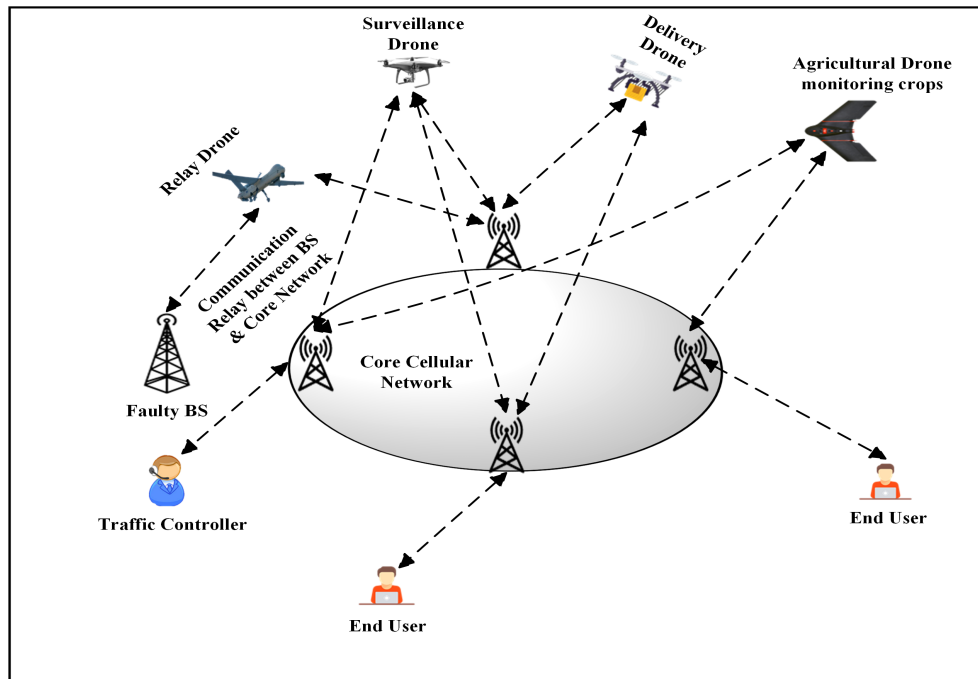 Surveillance
Drone
Delivery
Drone
Agricultural Drone
monitoring crops
Relay Drone
Communication
Relay between BS
& Core Network
Core Cellular
Network
Faulty BS
Traffic Controller
End User
End User